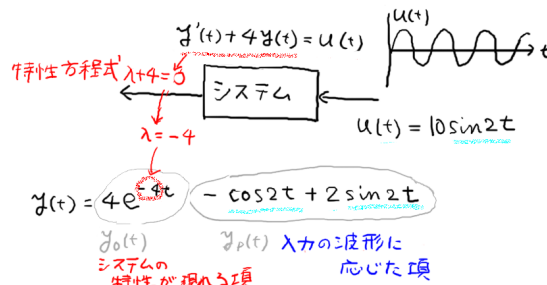 y'(t)+4y(t)=u(t)
u(t)
t
特性方程式 λ+4=3
システム
λ=-4
u(t)=10sin2t
y(t)=4e^{-4t} -cos2t+2sin2t
y₀(t)
yₚ(t) 入力の波形に
応じた項
システムの
特性が現れる項